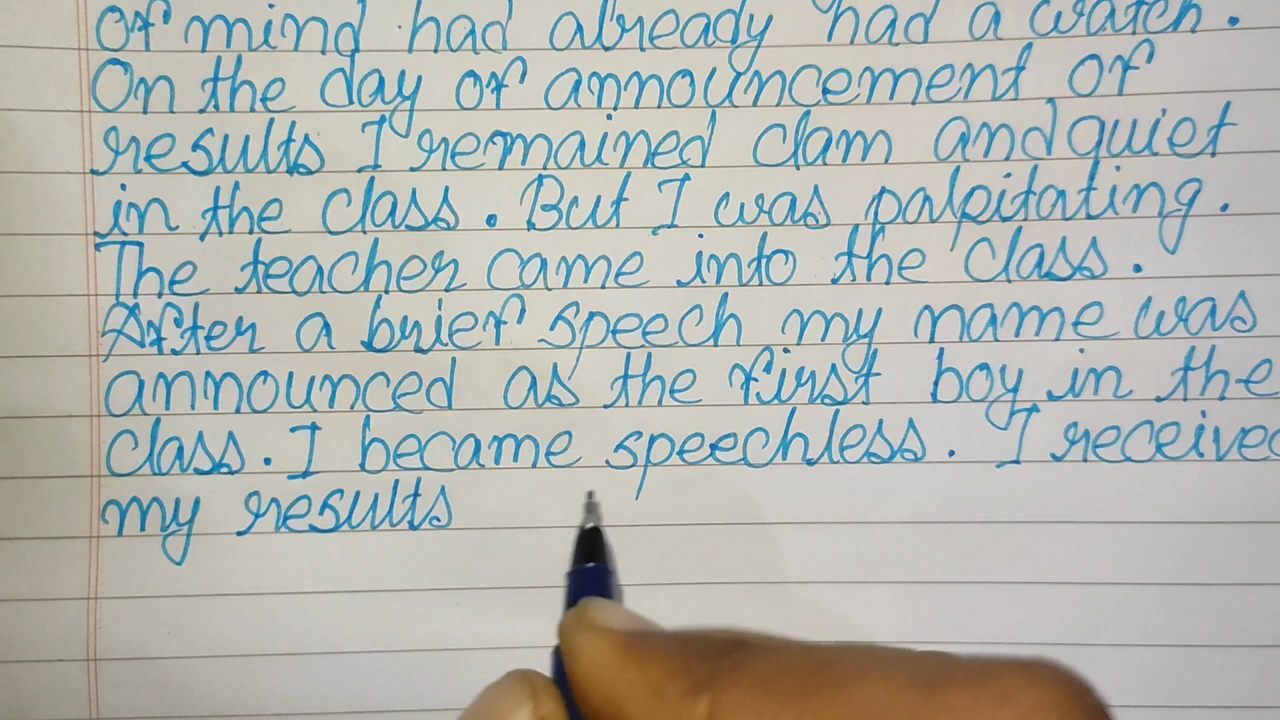 of mind had already had a watch.
On the day of announcement of
results I remained clam and quiet
in the class. But I was palpitating.
The teacher came into the class.
After a brief speech my name was
announced as the first boy in the
class. I became speechless. I received
my results